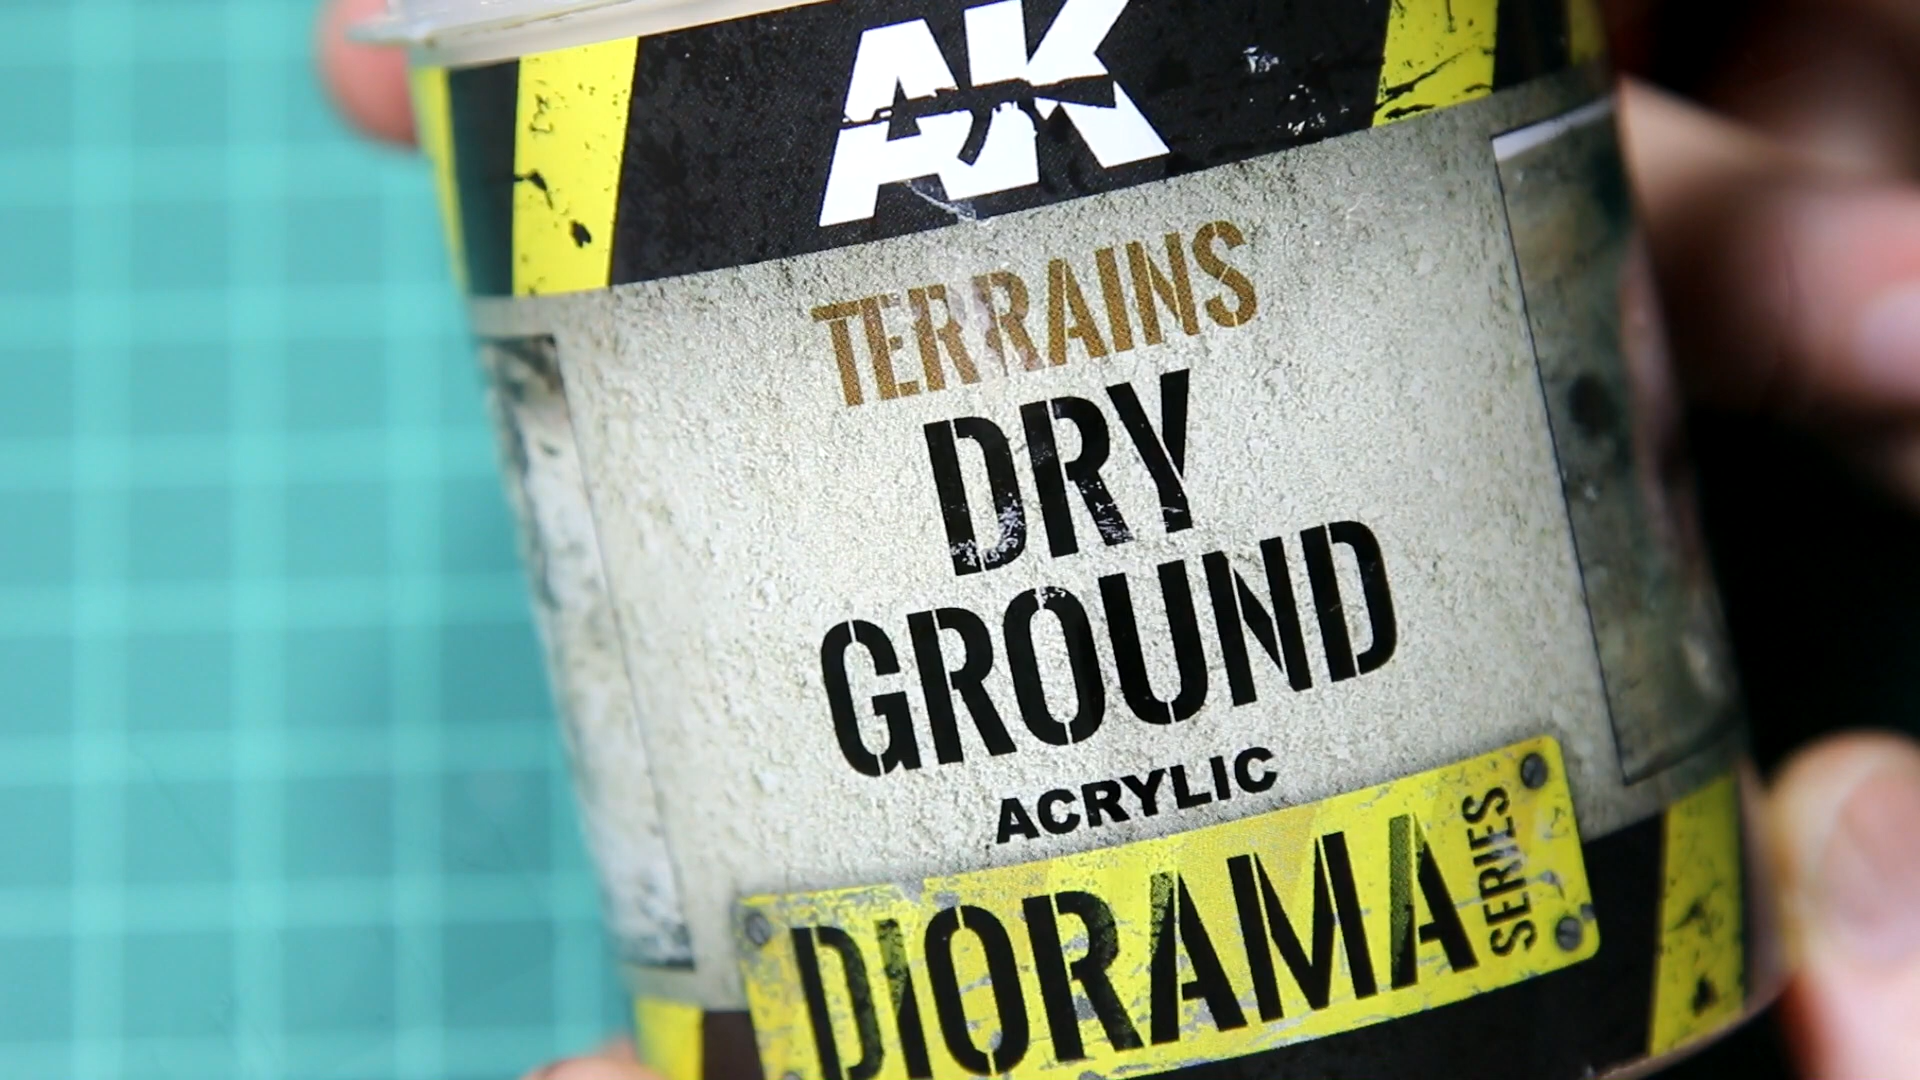 AK
TERRAINS
DRY
GROUND
ACRYLIC
DIORAMA SERIES